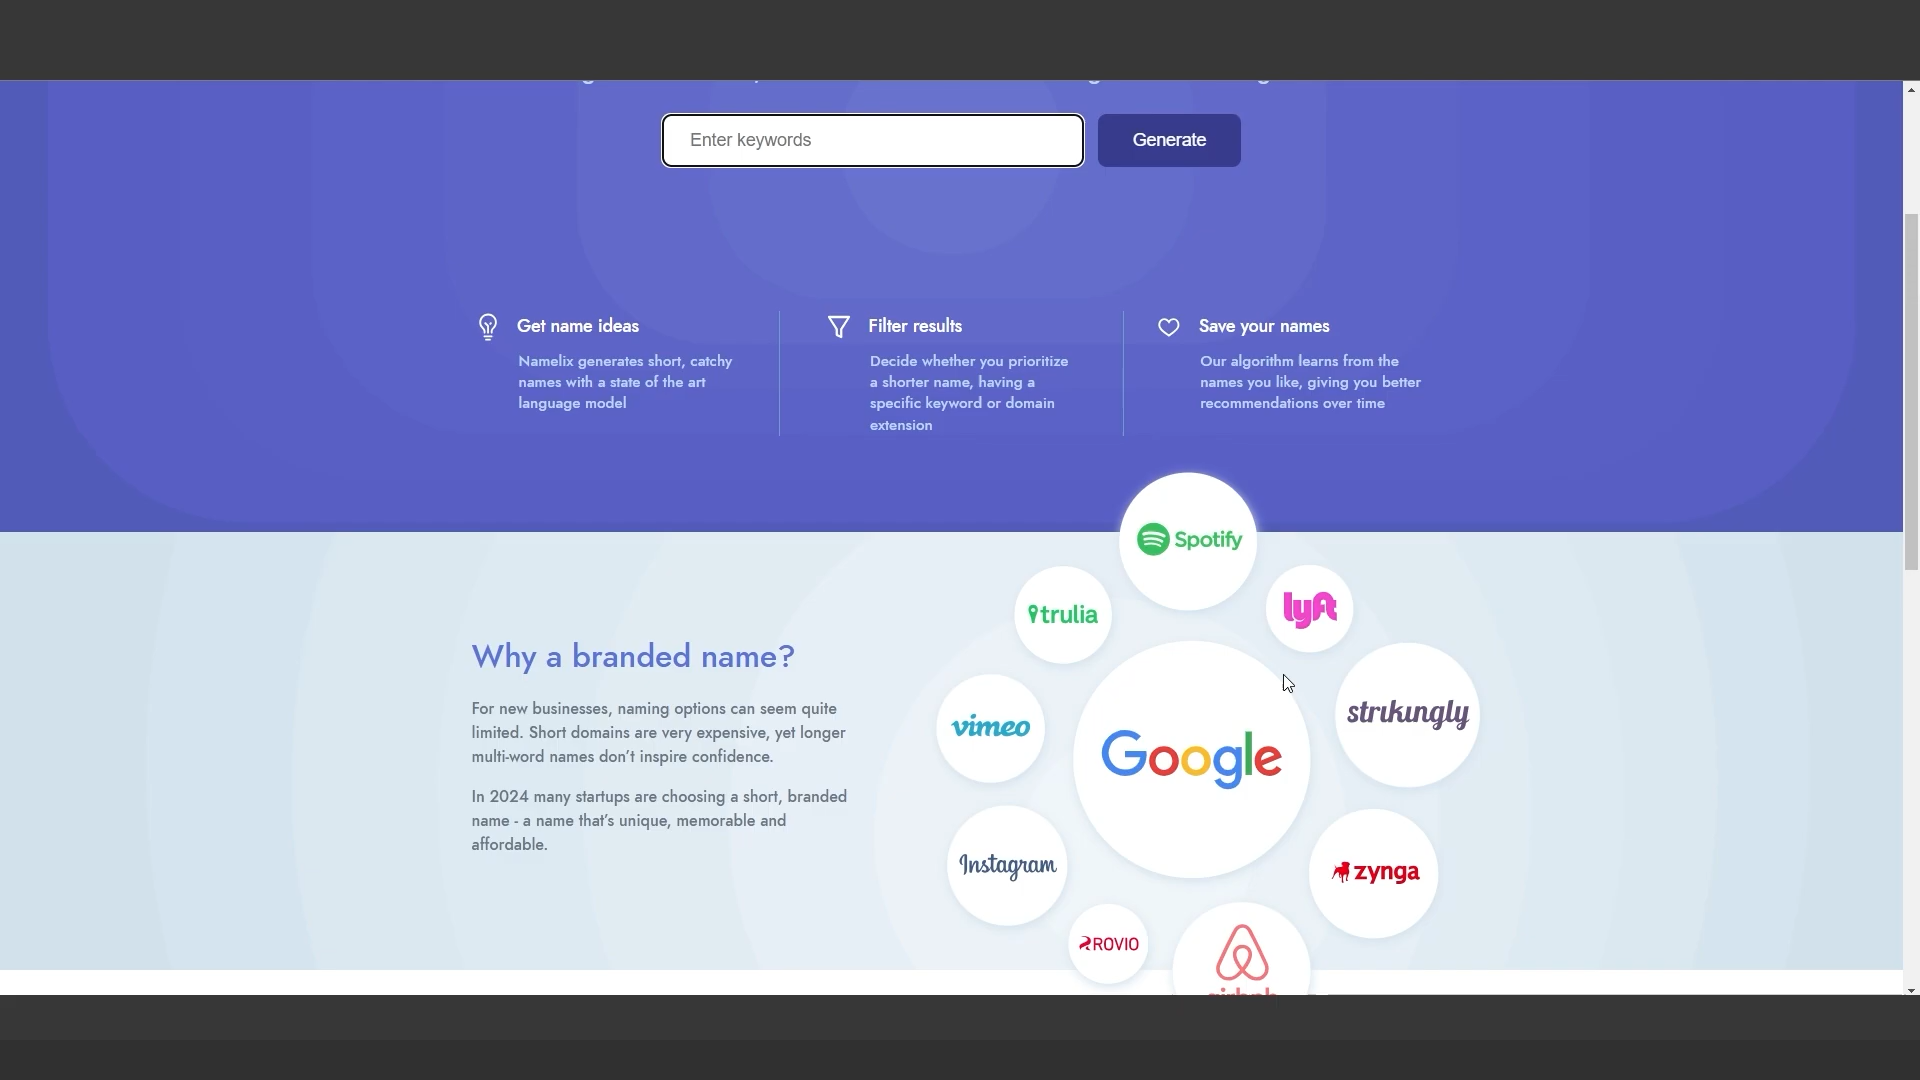 Enter keywords
Generate
Get name ideas
Namelix generates short, catchy
names with a state of the art
language model
Filter results
Decide whether you prioritize
a shorter name, having a
specific keyword or domain
extension
Save your names
Our algorithm learns from the
names you like, giving you better
recommendations over time
Why a branded name?
For new businesses, naming options can seem quite
limited. Short domains are very expensive, yet longer
multi-word names don’t inspire confidence.
In 2024 many startups are choosing a short, branded
name - a name that’s unique, memorable and
affordable.
Spotify
trulia
lyft
vimeo
Google
strikingly
Instagram
zynga
ROVIO
airbnb